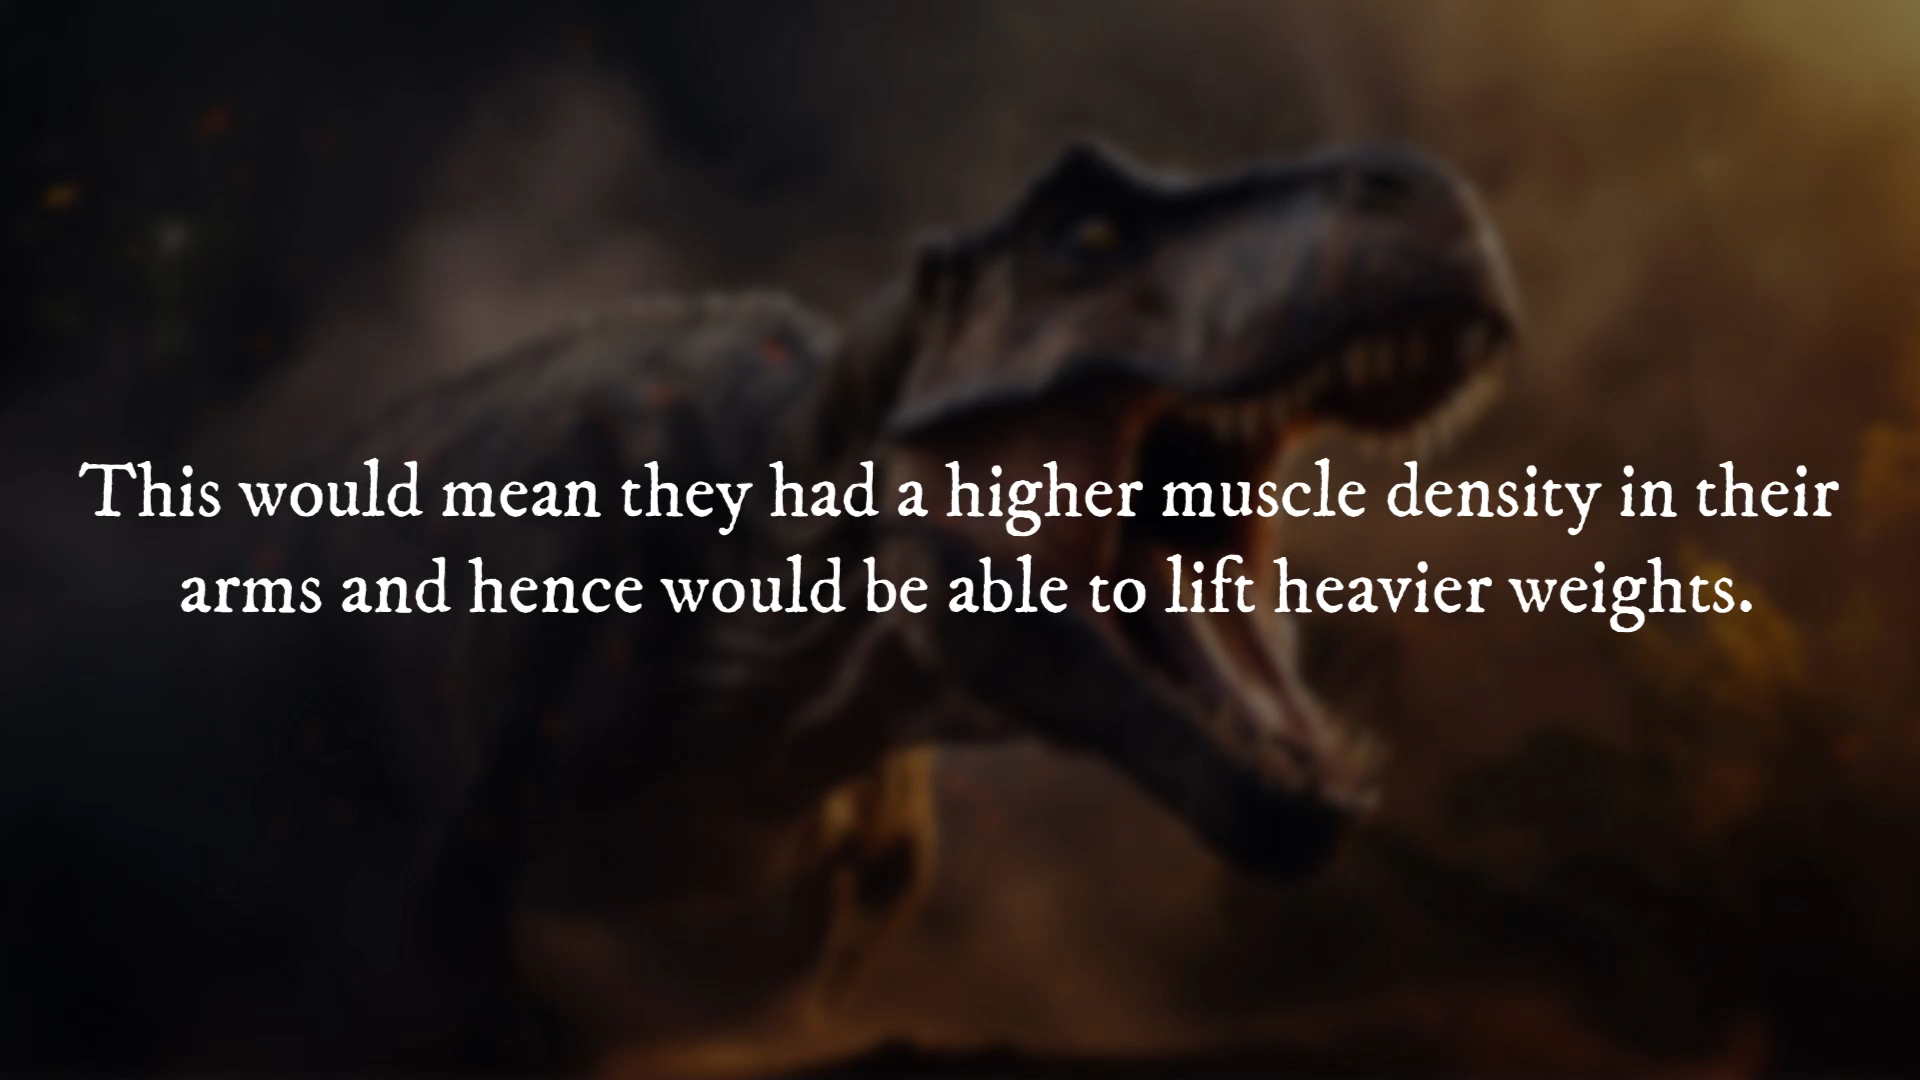 This would mean they had a higher muscle density in their
arms and hence would be able to lift heavier weights.